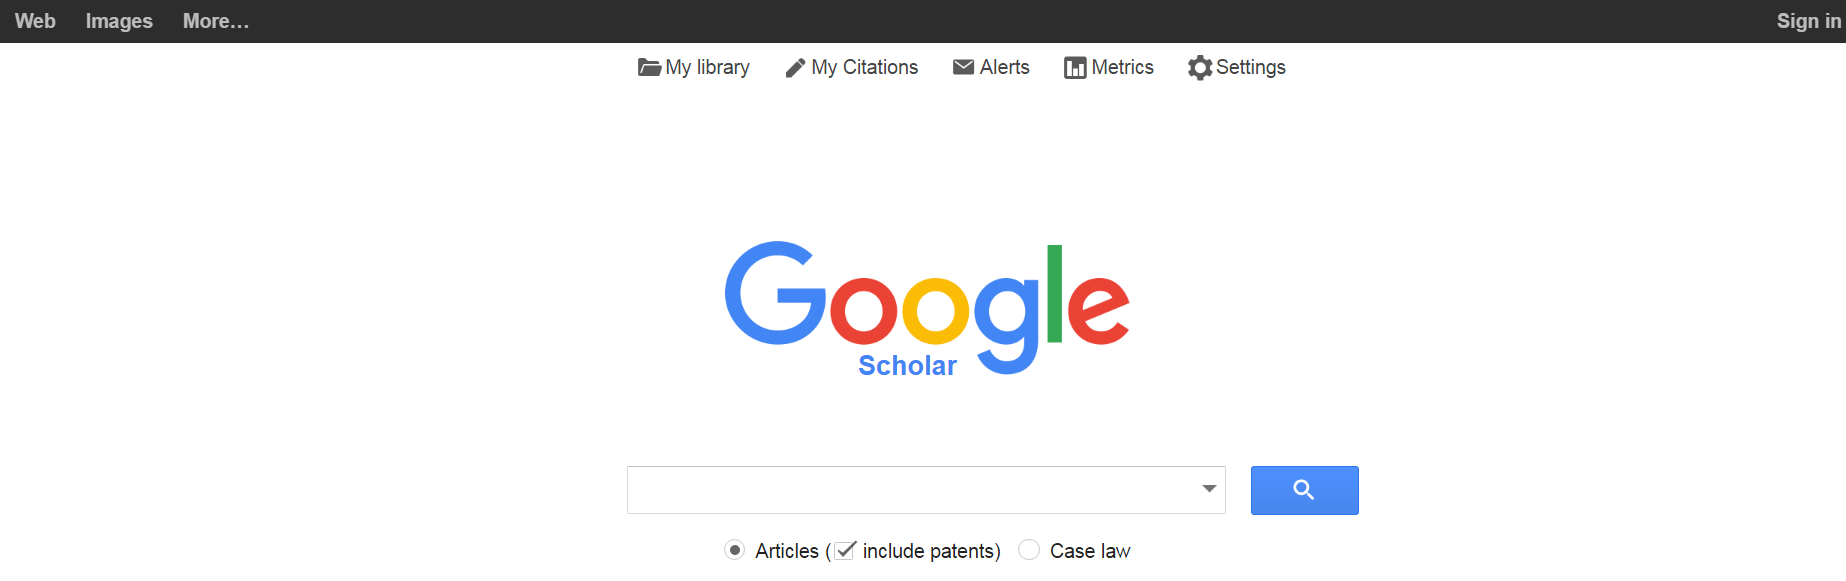 Web Images More… Sign in
My library My Citations Alerts Metrics Settings
Google
Scholar
Articles (include patents) Case law